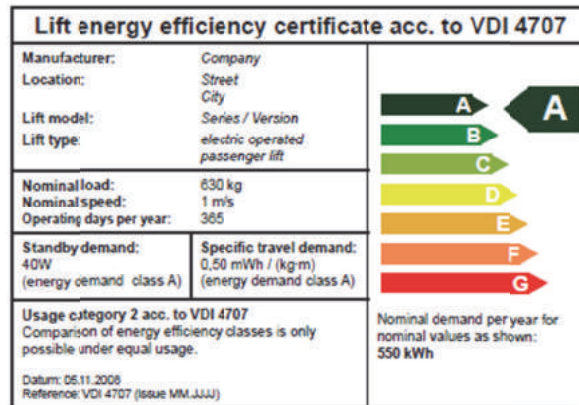 Lift energy efficiency certificate acc. to VDI 4707
Manufacturer: Company
Location: Street
City
Lift model: Series / Version
Lift type: electric operated
passenger lift
Nominal load: 630 kg
Nominal speed: 1 m/s
Operating days per year: 365
Standby demand:
40W
(energy demand class A)
Specific travel demand:
0,50 mWh / (kg·m)
(energy demand class A)
Usage category 2 acc. to VDI 4707
Comparison of energy efficiency classes is only
possible under equal usage.
Datum: 05.11.2008
Reference: VDI 4707 (Issue MM.JJJJ)
A
A
B
C
D
E
F
G
Nominal demand per year for
nominal values as shown:
550 kWh